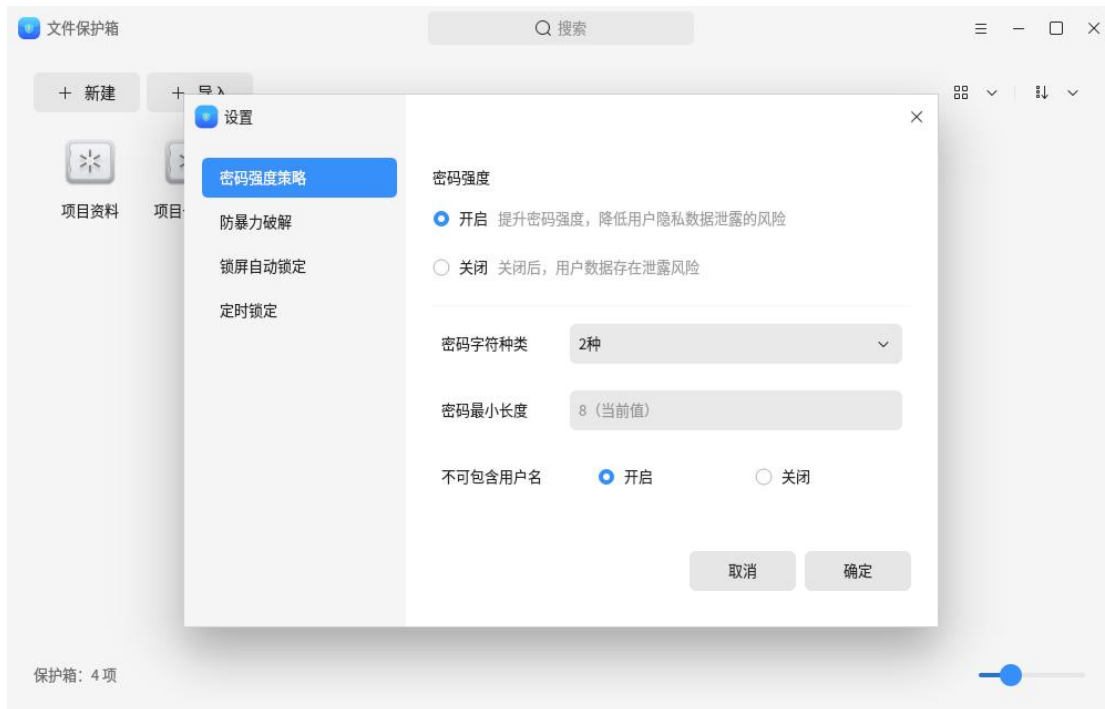 文件保护箱
搜索
新建
导入
项目资料
项目
设置
密码强度策略
防暴力破解
锁屏自动锁定
定时锁定
密码强度
开启 提升密码强度，降低用户隐私数据泄露的风险
关闭 关闭后，用户数据存在泄露风险
密码字符种类 2种
密码最小长度 8（当前值）
不可包含用户名 开启 关闭
取消 确定
保护箱：4 项